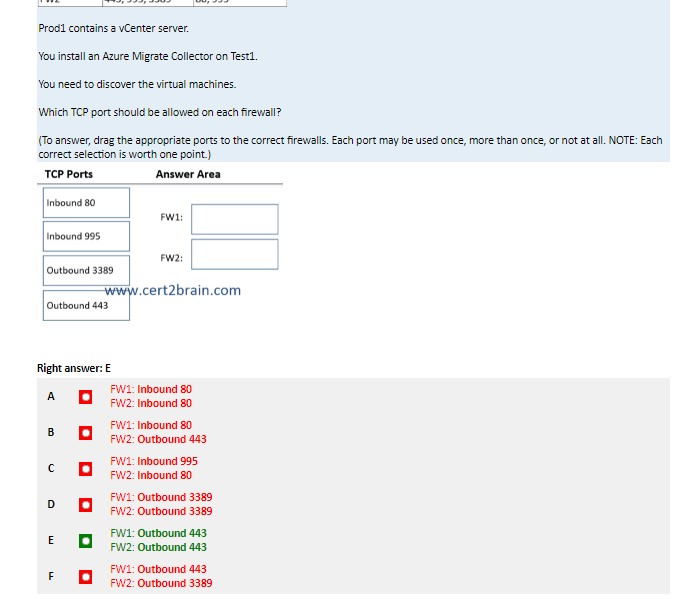 Prod1 contains a vCenter server.
You install an Azure Migrate Collector on Test1.
You need to discover the virtual machines.
Which TCP port should be allowed on each firewall?
(To answer, drag the appropriate ports to the correct firewalls. Each port may be used once, more than once, or not at all. NOTE: Each
correct selection is worth one point.)
TCP Ports Answer Area
Inbound 80
FW1:
Inbound 995
FW2:
Outbound 3389
www.cert2brain.com
Outbound 443
Right answer: E
A
FW1: Inbound 80
FW2: Inbound 80
B
FW1: Inbound 80
FW2: Outbound 443
C
FW1: Inbound 995
FW2: Inbound 80
D
FW1: Outbound 3389
FW2: Outbound 3389
E
FW1: Outbound 443
FW2: Outbound 443
F
FW1: Outbound 443
FW2: Outbound 3389